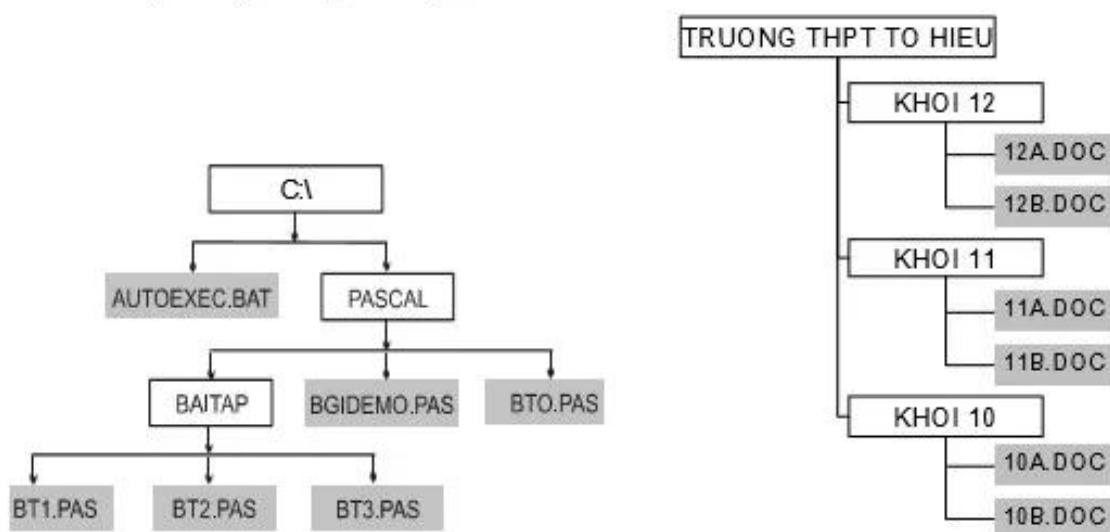 C:\
AUTOEXEC.BAT
PASCAL
BAITAP
BGIDEMO.PAS
BTO.PAS
BT1.PAS
BT2.PAS
BT3.PAS
TRUONG THPT TO HIEU
KHOI 12
12A.DOC
12B.DOC
KHOI 11
11A.DOC
11B.DOC
KHOI 10
10A.DOC
10B.DOC